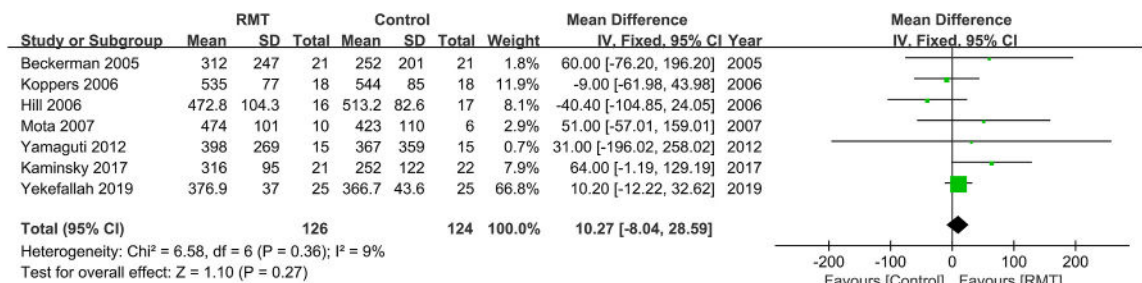 RMT Control Mean Difference Mean Difference
Study or Subgroup Mean SD Total Mean SD Total Weight IV, Fixed, 95% CI Year IV, Fixed, 95% CI
Beckerman 2005 312 247 21 252 201 21 1.8% 60.00 [-76.20, 196.20] 2005
Koppers 2006 535 77 18 544 85 18 11.9% -9.00 [-61.98, 43.98] 2006
Hill 2006 472.8 104.3 16 513.2 82.6 17 8.1% -40.40 [-104.85, 24.05] 2006
Mota 2007 474 101 10 423 110 6 2.9% 51.00 [-57.01, 159.01] 2007
Yamaguti 2012 398 269 15 367 359 15 0.7% 31.00 [-196.02, 258.02] 2012
Kaminsky 2017 316 95 21 252 122 22 7.9% 64.00 [-1.19, 129.19] 2017
Yekefallah 2019 376.9 37 25 366.7 43.6 25 66.8% 10.20 [-12.22, 32.62] 2019
Total (95% CI) 126 124 100.0% 10.27 [-8.04, 28.59]
Heterogeneity: Chi² = 6.58, df = 6 (P = 0.36); I² = 9%
Test for overall effect: Z = 1.10 (P = 0.27)
-200 -100 0 100 200
Favours [Control] Favours [RMT]